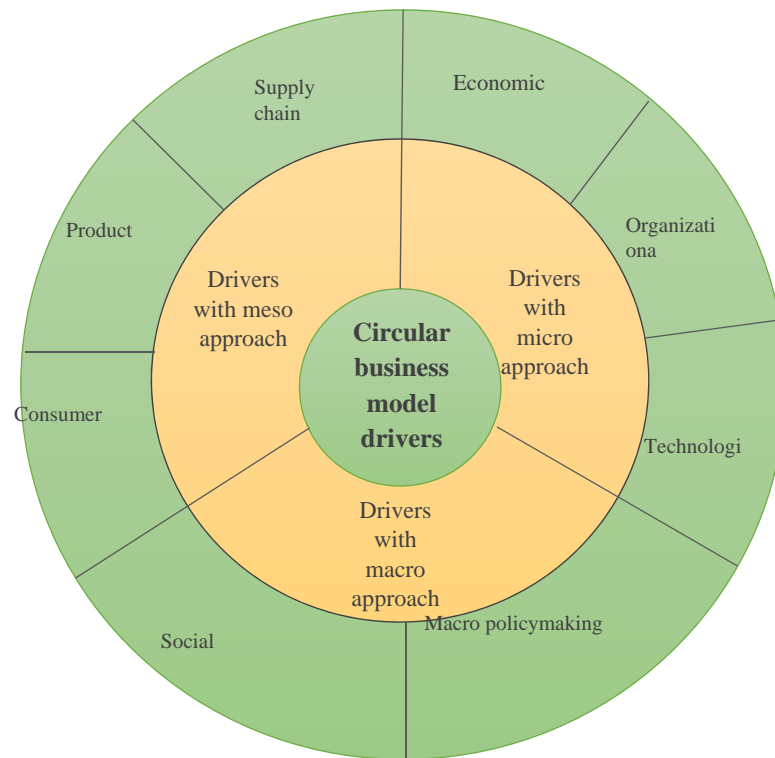 Supply
chain
Economic
Product
Organizati
ona
Drivers
with meso
approach
Drivers
with
micro
approach
Circular
business
model
drivers
Consumer
Technologi
Drivers
with
macro
approach
Macro policymaking
Social